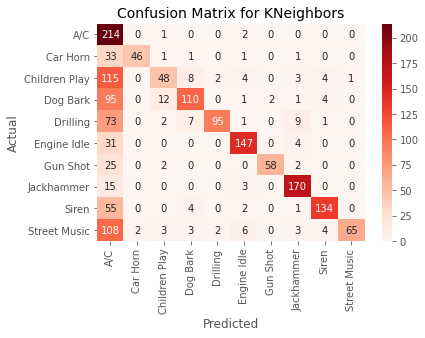 Confusion Matrix for KNeighbors
Actual
A/C 214 0 1 0 0 2 0 0 0 0
Car Horn 33 46 1 1 0 1 0 1 0 0
Children Play 115 0 48 8 2 4 0 3 4 1
Dog Bark 95 0 12 110 0 1 2 1 4 0
Drilling 73 0 2 7 95 1 0 9 1 0
Engine Idle 31 0 0 0 0 147 0 4 0 0
Gun Shot 25 0 2 0 0 0 58 0 0 0
Jackhammer 15 0 0 0 0 3 0 170 0 0
Siren 55 0 0 4 0 2 0 1 134 0
Street Music 108 2 3 3 2 6 0 3 4 65
A/C Car Horn Children Play Dog Bark Drilling Engine Idle Gun Shot Jackhammer Siren Street Music
Predicted
200
175
150
125
100
75
50
25
0